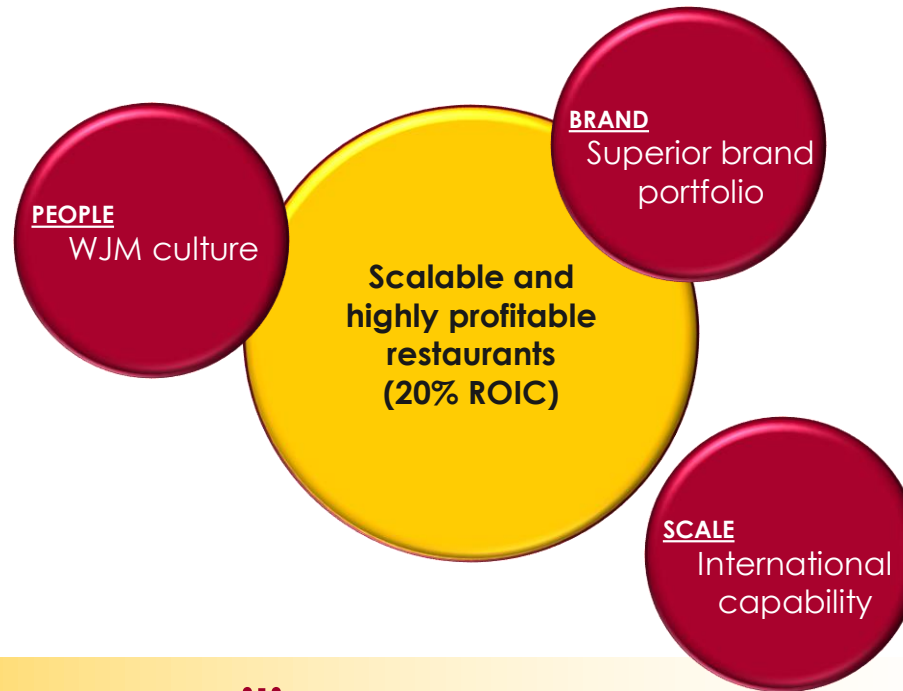 BRAND
Superior brand
portfolio
PEOPLE
WJM culture
Scalable and
highly profitable
restaurants
(20% ROIC)
SCALE
International
capability